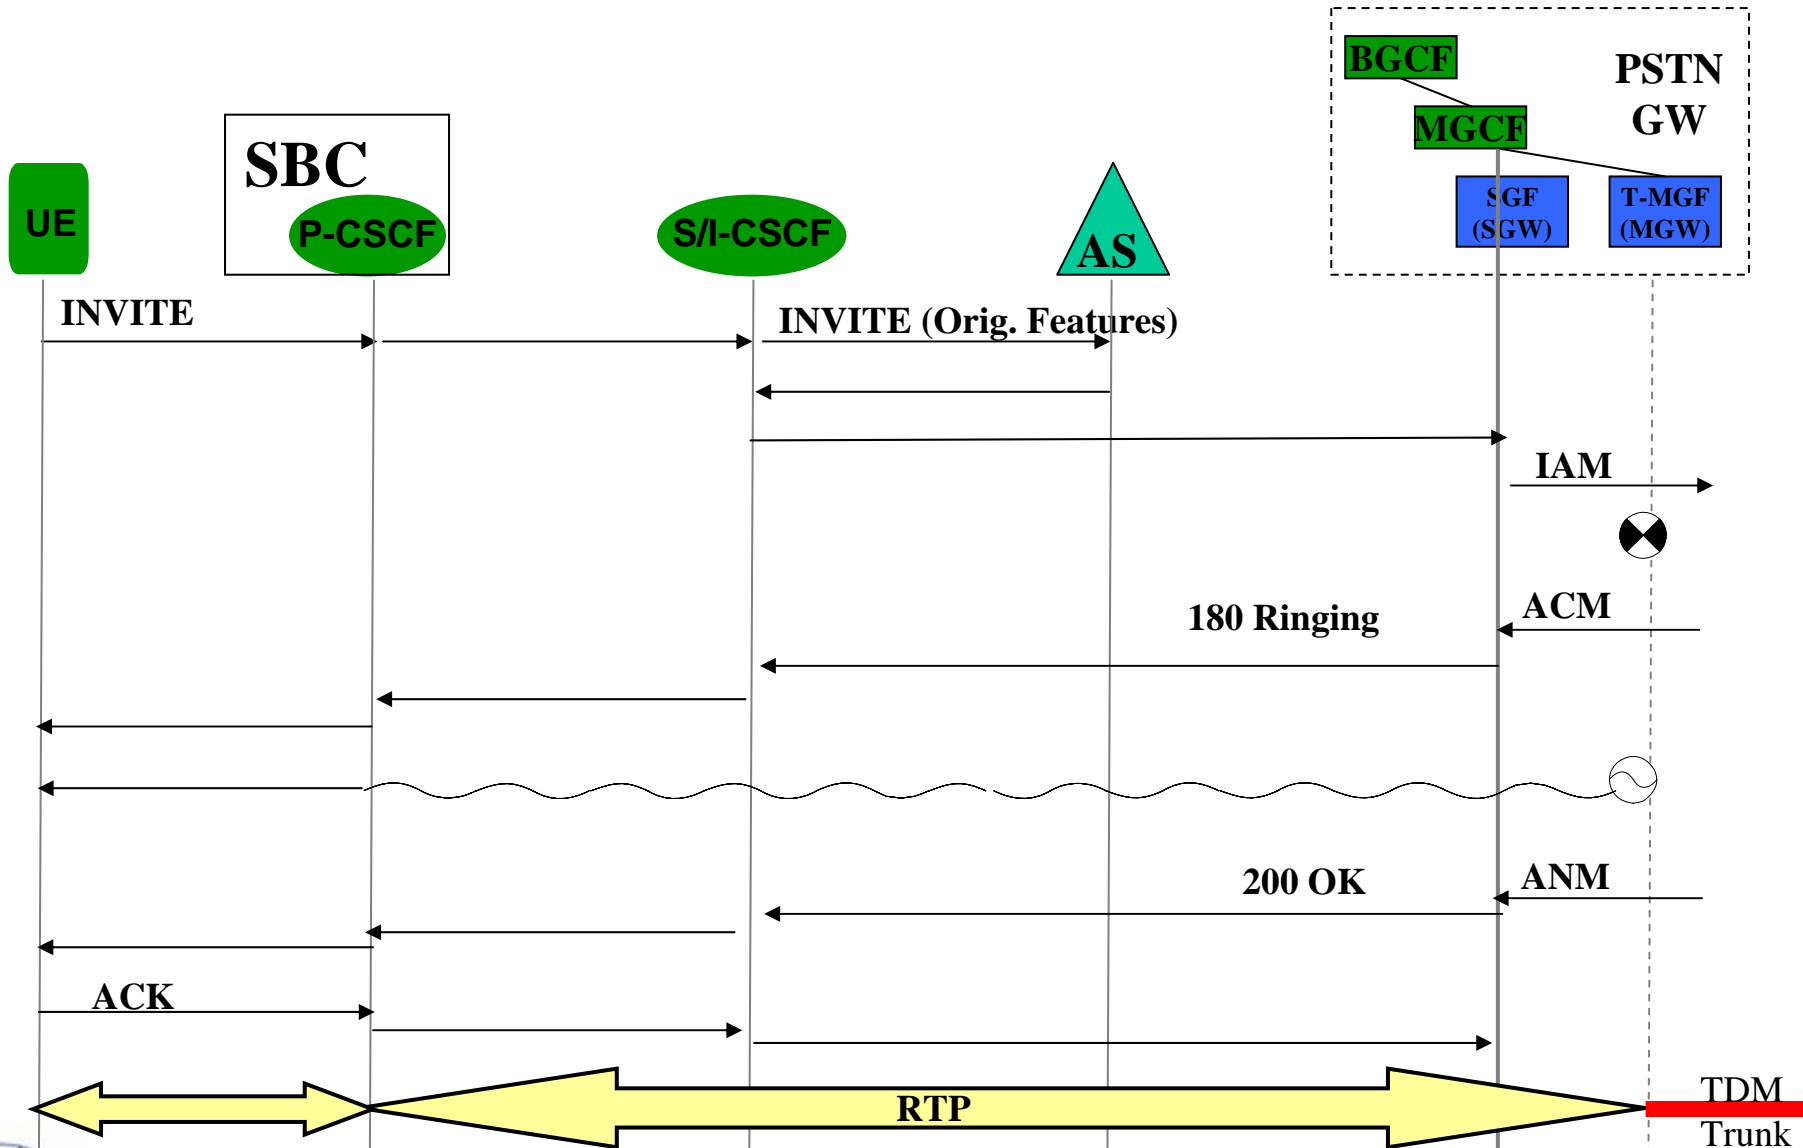 BGCF
PSTN
GW
MGCF
SBC
SGF
(SGW)
T-MGF
(MGW)
UE
P-CSCF
S/I-CSCF
AS
INVITE
INVITE (Orig. Features)
IAM
ACM
180 Ringing
ANM
200 OK
ACK
RTP
TDM
Trunk